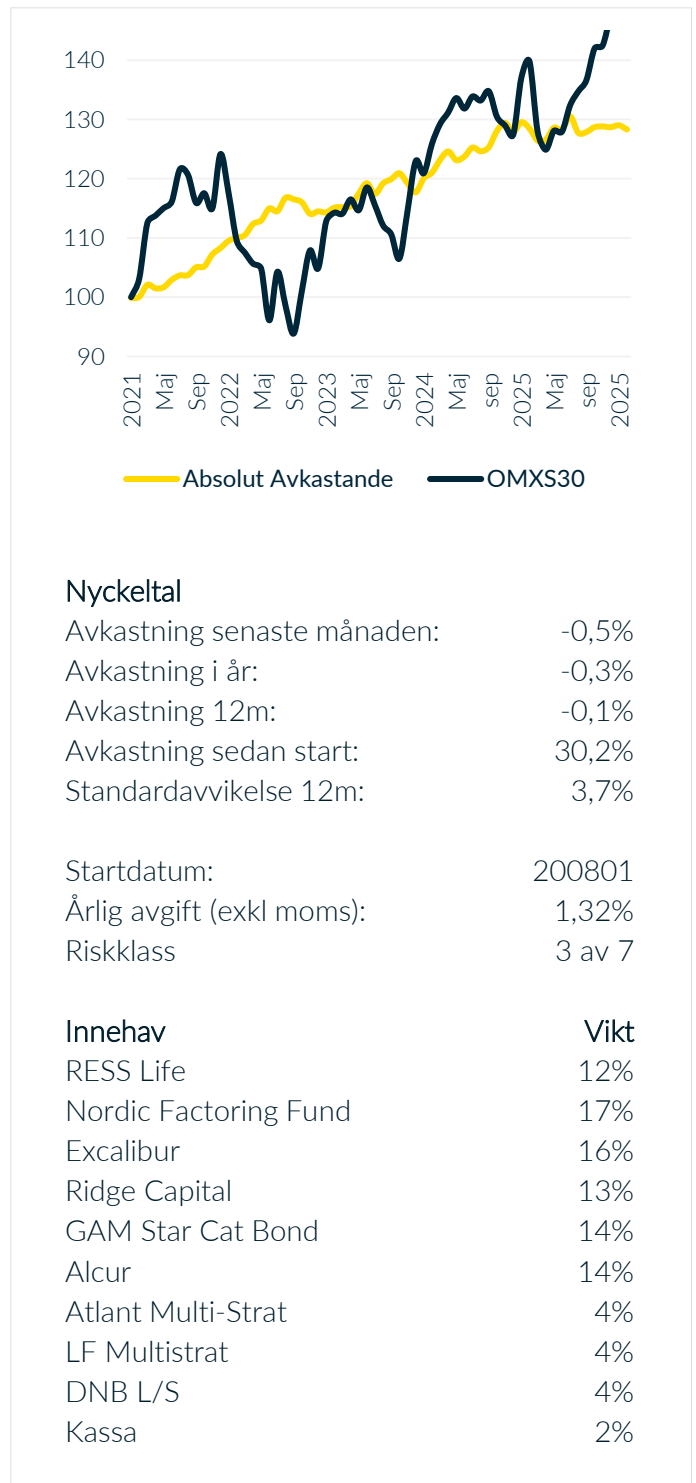 140
130
120
110
100
90
2021 Maj Sep 2022 Maj Sep 2023 Maj Sep 2024 Maj sep 2025 Maj sep 2025
Absolut Avkastande OMXS30
Nyckeltal
Avkastning senaste månaden: -0,5%
Avkastning i år: -0,3%
Avkastning 12m: -0,1%
Avkastning sedan start: 30,2%
Standardavvikelse 12m: 3,7%
Startdatum: 200801
Årlig avgift (exkl moms): 1,32%
Riskklass 3 av 7
Innehav Vikt
RESS Life 12%
Nordic Factoring Fund 17%
Excalibur 16%
Ridge Capital 13%
GAM Star Cat Bond 14%
Alcur 14%
Atlant Multi-Strat 4%
LF Multistrat 4%
DNB L/S 4%
Kassa 2%